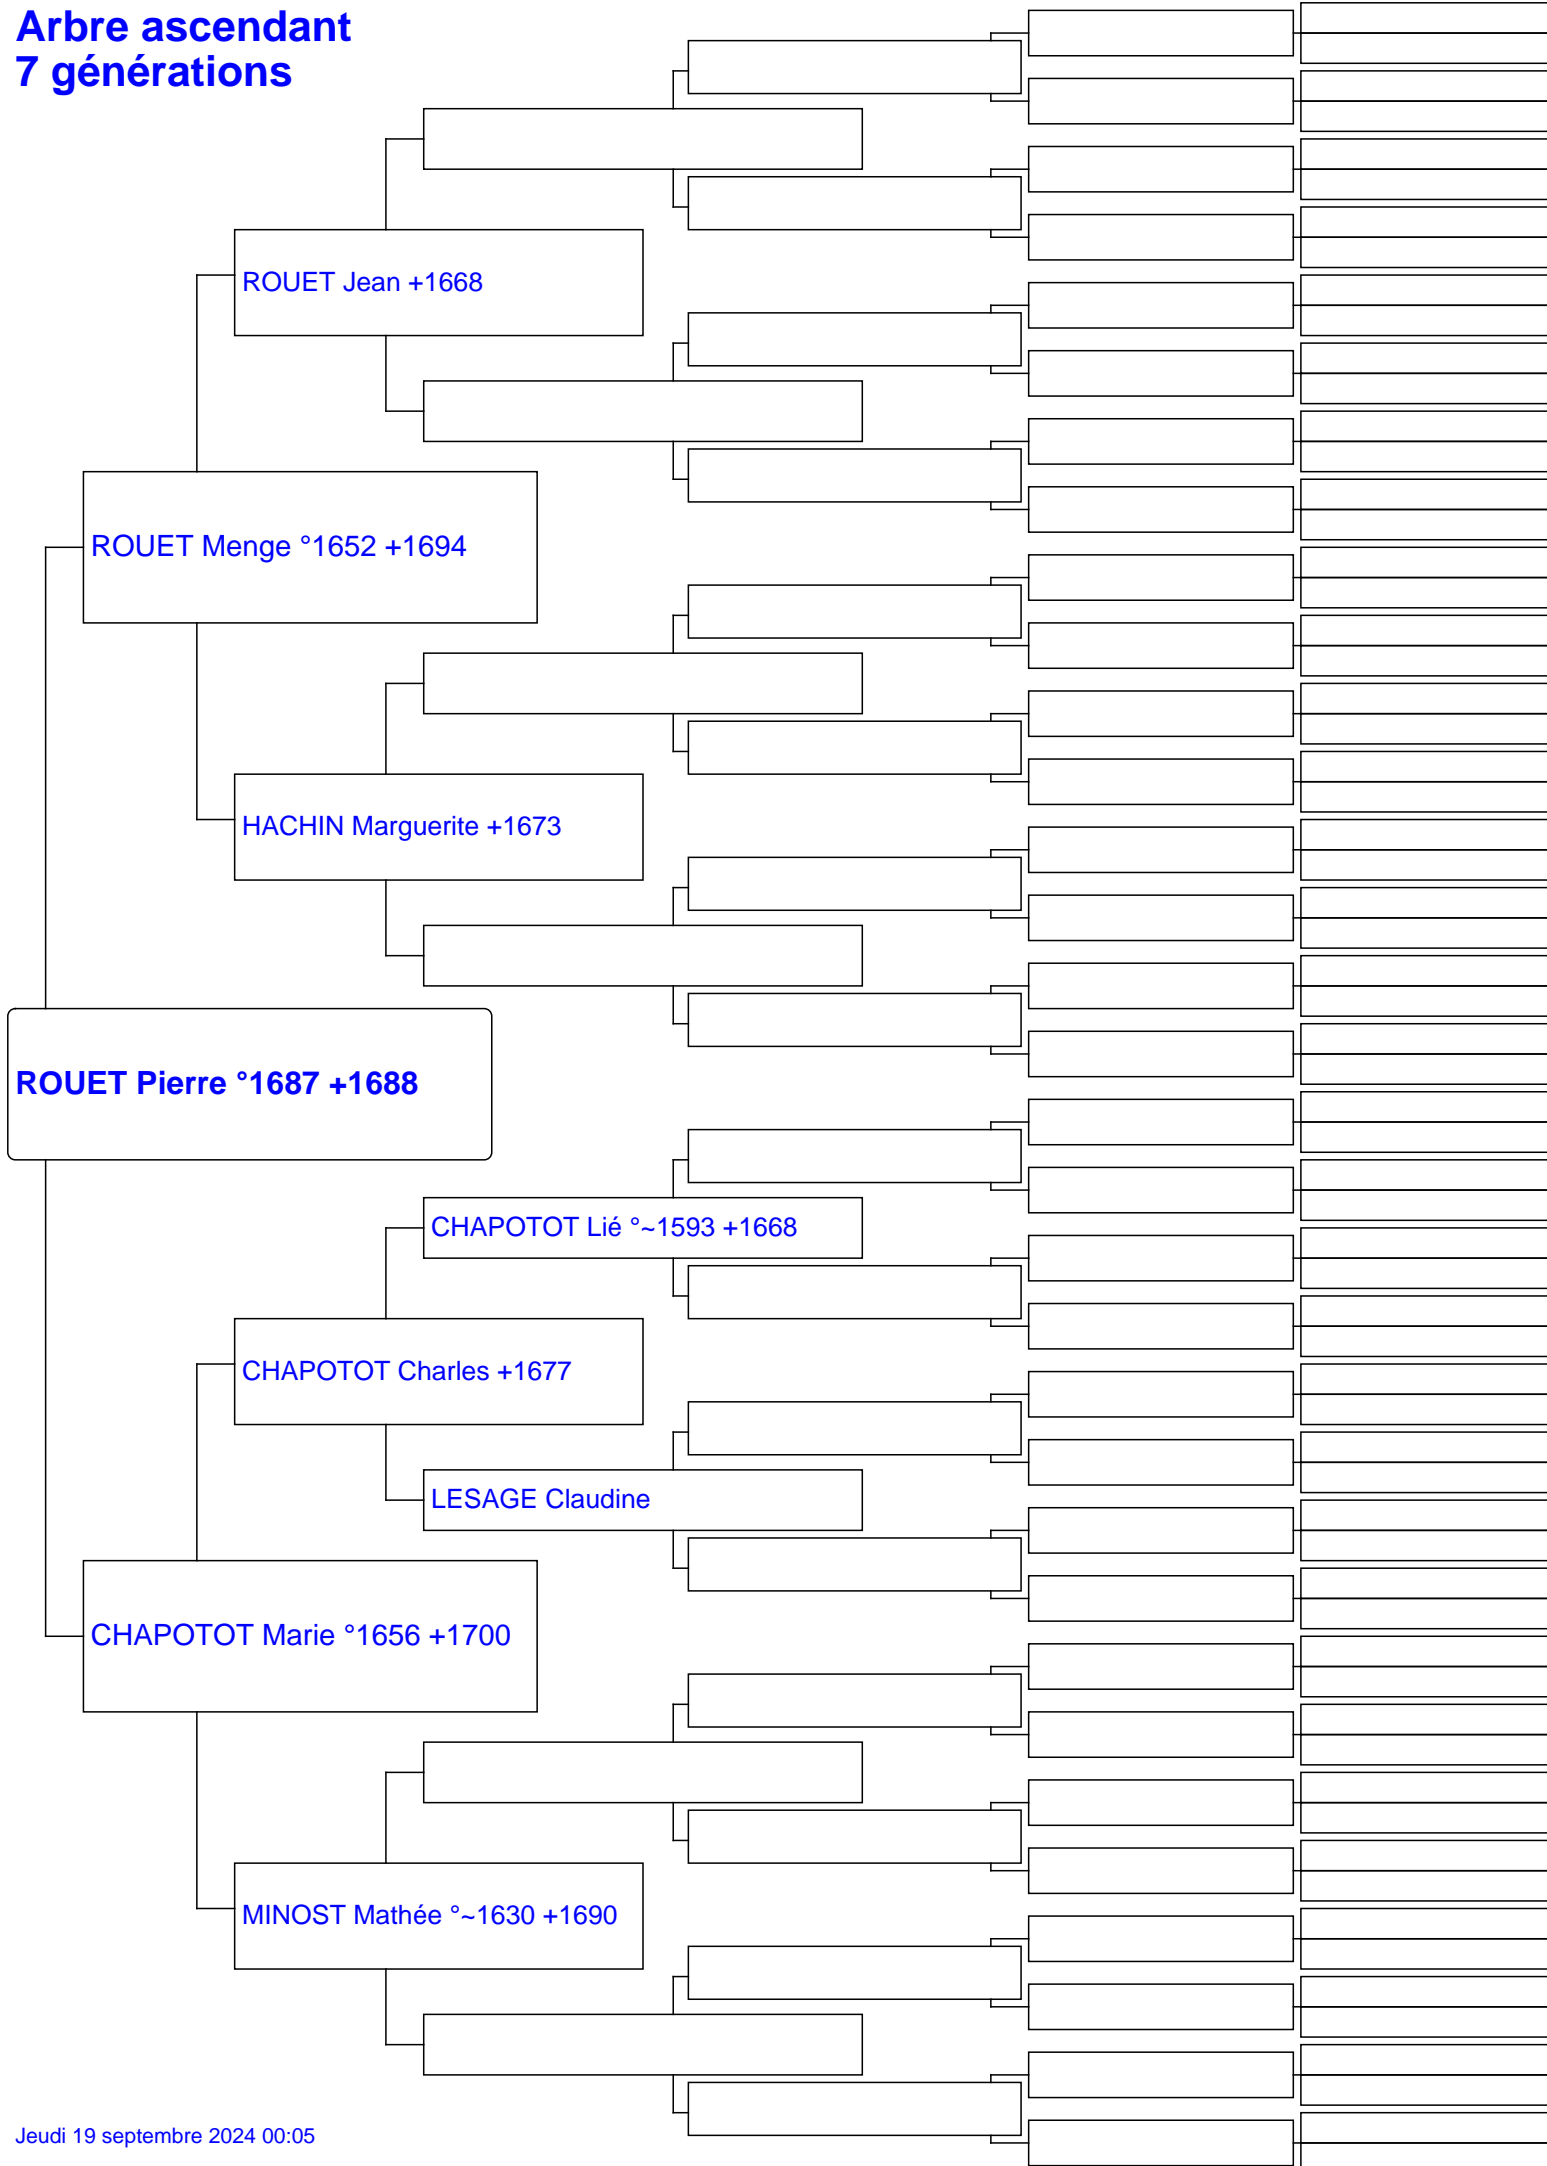 Arbre ascendant
7 générations
ROUET Jean +1668
ROUET Menge °1652 +1694
HACHIN Marguerite +1673
ROUET Pierre °1687 +1688
CHAPOTOT Lié °~1593 +1668
CHAPOTOT Charles +1677
LESAGE Claudine
CHAPOTOT Marie °1656 +1700
MINOST Mathée °~1630 +1690
Jeudi 19 septembre 2024 00:05